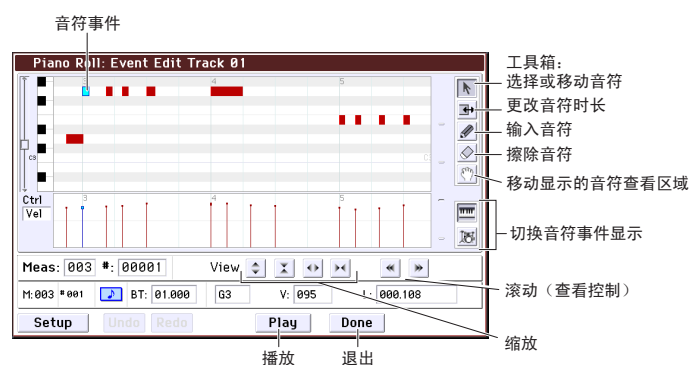 音符事件
Piano Roll: Event Edit Track 01
工具箱：
选择或移动音符
更改音符时长
输入音符
擦除音符
移动显示的音符查看区域
3 4 5
C3
Ctrl
Vel
3 4 5
切换音符事件显示
Meas: 003 #: 00001 View
滚动（查看控制）
M:003 #001 BT: 01.000 G3 V: 095 L: 000.108
Setup Undo Redo Play Done
缩放
播放 退出